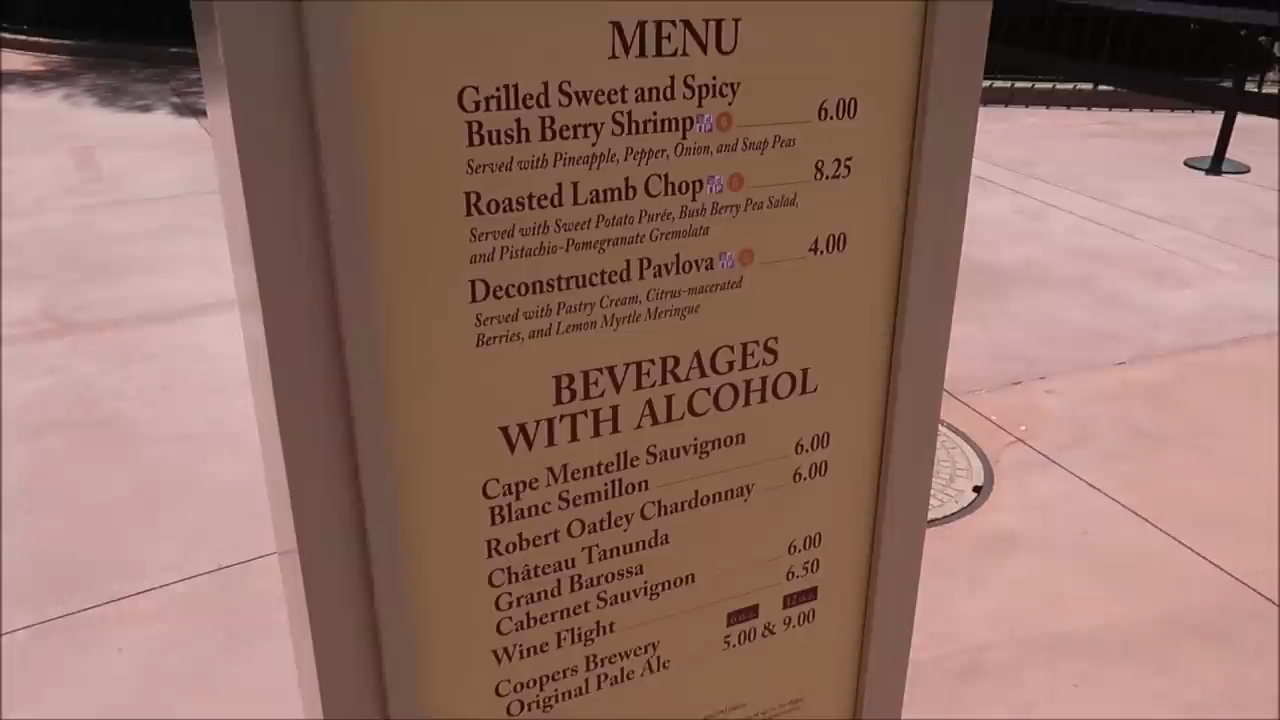 MENU
Grilled Sweet and Spicy
Bush Berry Shrimp 6.00
Served with Pineapple, Pepper, Onion, and Snap Peas
Roasted Lamb Chop 8.25
Served with Sweet Potato Purée, Bush Berry Pea Salad,
and Pistachio-Pomegranate Gremolata
Deconstructed Pavlova 4.00
Served with Pastry Cream, Citrus-macerated
Berries, and Lemon Myrtle Meringue
BEVERAGES
WITH ALCOHOL
Cape Mentelle Sauvignon
Blanc Semillon 6.00
Robert Oatley Chardonnay 6.00
Château Tanunda
Grand Barossa
Cabernet Sauvignon 6.00
Wine Flight 6.50
6 oz. 12 oz.
Coopers Brewery
Original Pale Ale 5.00 & 9.00